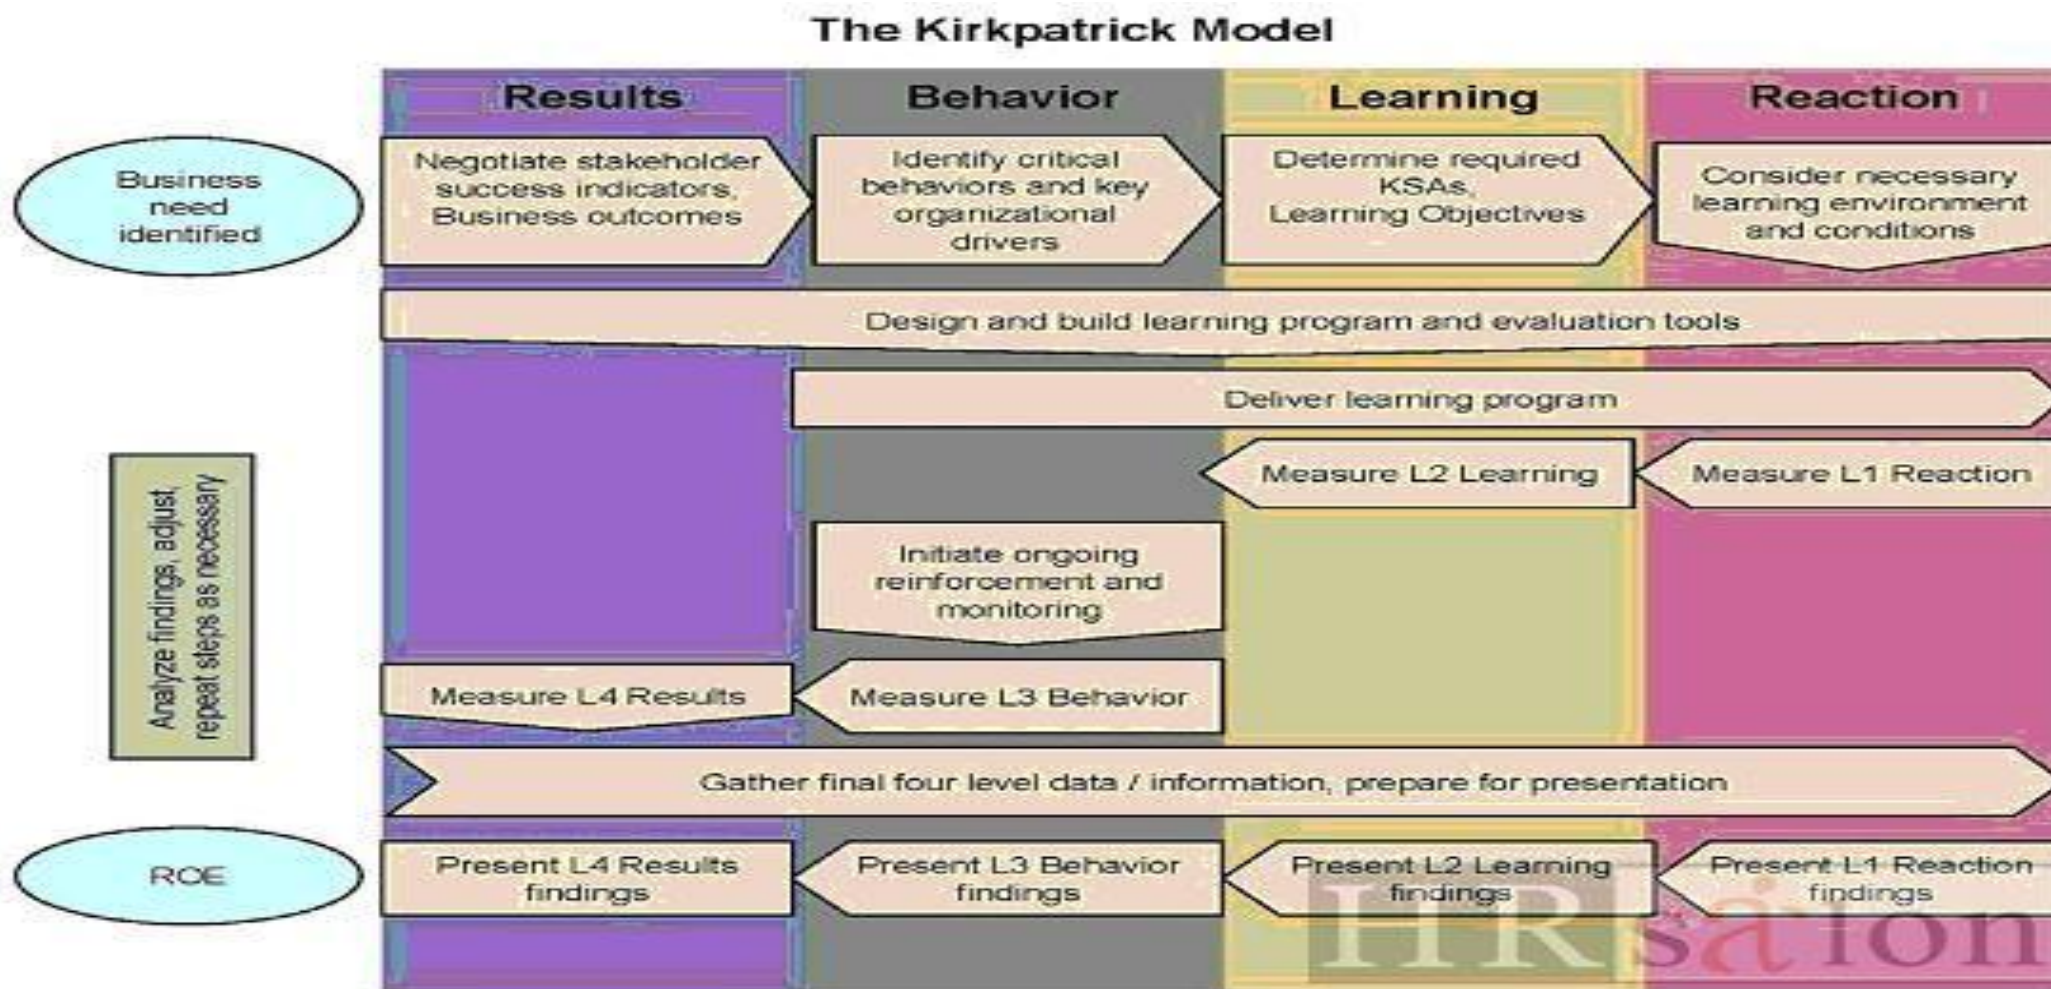 The Kirkpatrick Model
Results
Behavior
Learning
Reaction
Business
need
identified
Negotiate stakeholder
success indicators,
Business outcomes
Identify critical
behaviors and key
organizational
drivers
Determine required
KSAs,
Learning Objectives
Consider necessary
learning environment
and conditions
Design and build learning program and evaluation tools
Deliver learning program
Measure L2 Learning
Measure L1 Reaction
Analyze findings, adjust,
repeat steps as necessary
Initiate ongoing
reinforcement and
monitoring
Measure L4 Results
Measure L3 Behavior
Gather final four level data / information, prepare for presentation
ROE
Present L4 Results
findings
Present L3 Behavior
findings
Present L2 Learning
findings
Present L1 Reaction
findings
HRsalon